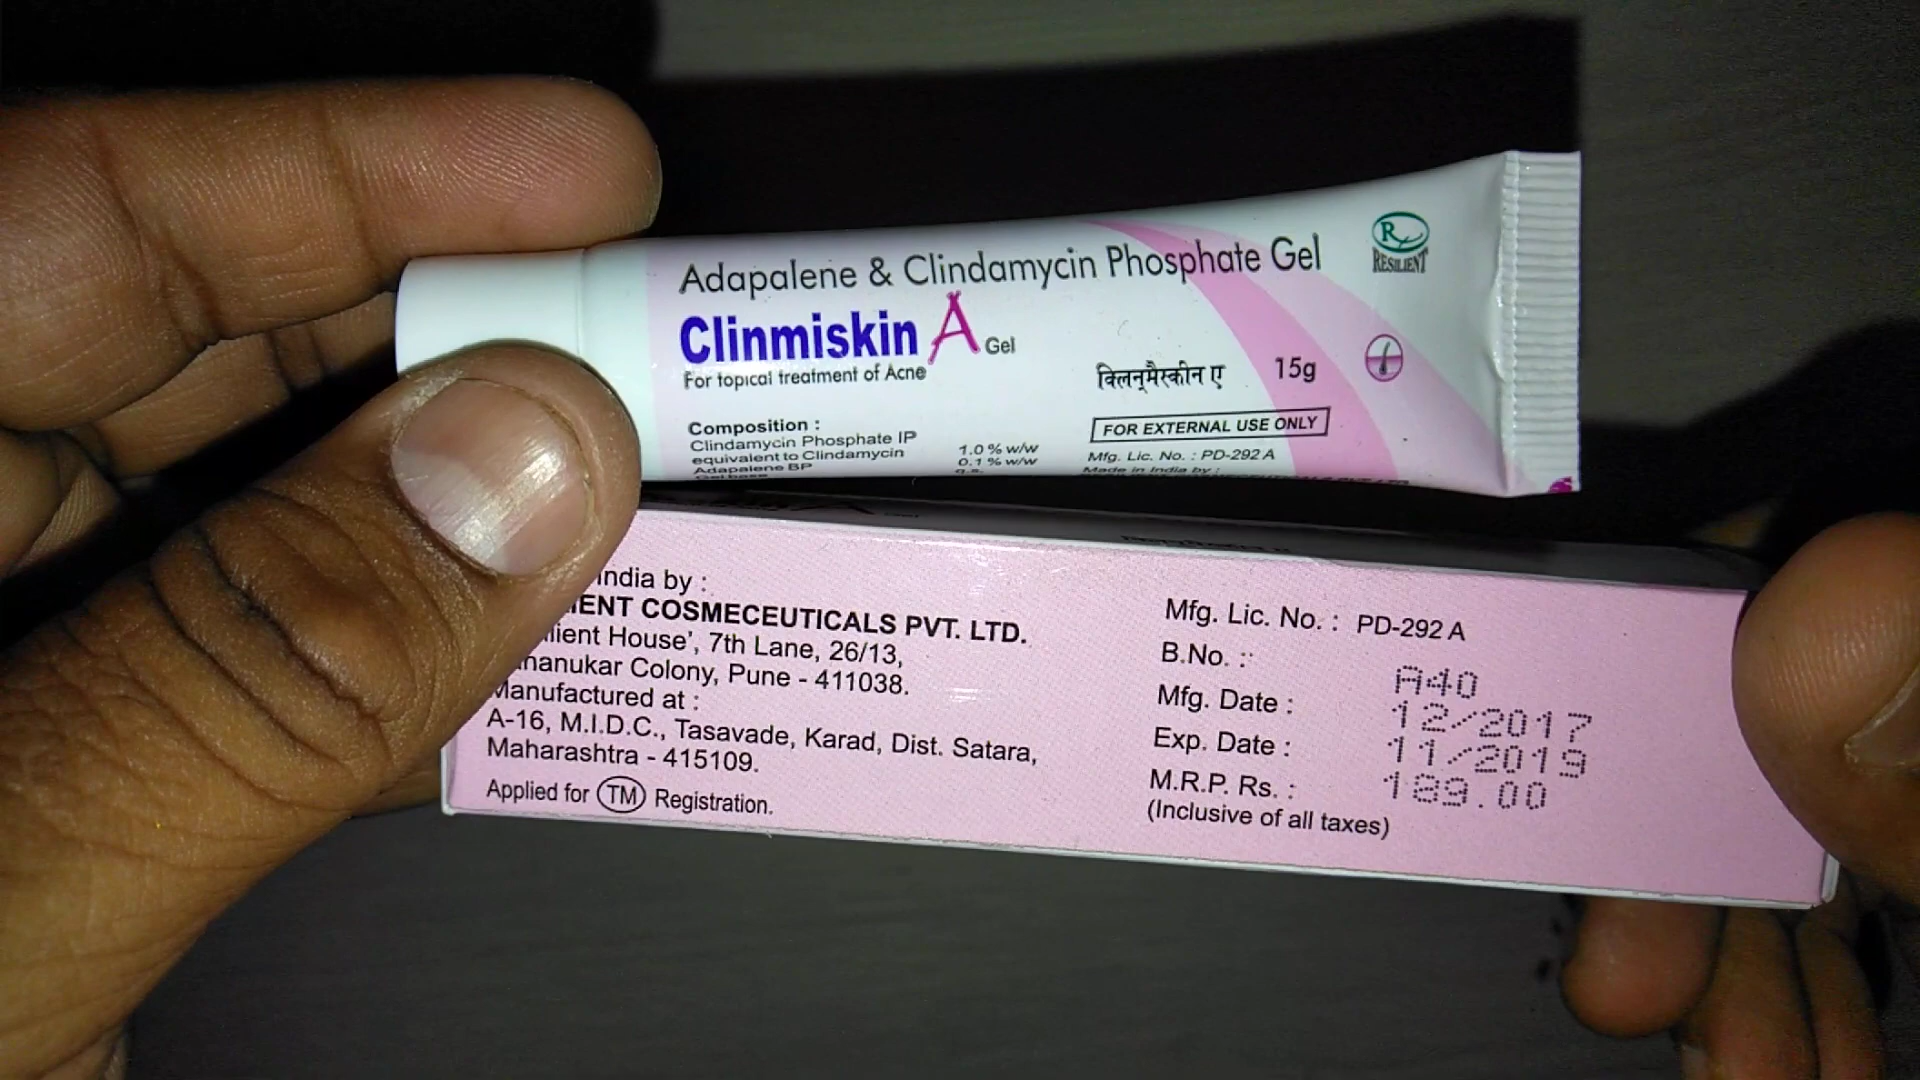 Adapalene & Clindamycin Phosphate Gel
R
RESILIENT
Clinmiskin A Gel
For topical treatment of Acne
क्लिनमैस्कीन ए
15g
Composition :
Clindamycin Phosphate IP
equivalent to Clindamycin 1.0 % w/w
Adapalene BP 0.1 % w/w
Gel base q.s.
FOR EXTERNAL USE ONLY
Mfg. Lic. No. : PD-292 A
Made in India by :
India by :
COSMECEUTICALS PVT. LTD.
House', 7th Lane, 26/13,
Colony, Pune - 411038.
Manufactured at :
A-16, M.I.D.C., Tasavade, Karad, Dist. Satara,
Maharashtra - 415109.
Applied for TM Registration.
Mfg. Lic. No. : PD-292 A
B.No. : A40
Mfg. Date : 12/2017
Exp. Date : 11/2019
M.R.P. Rs. : 189.00
(Inclusive of all taxes)